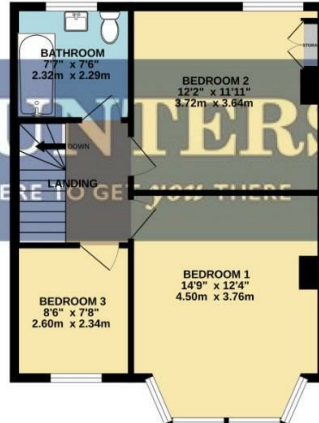 BATHROOM
7'7" x 7'6"
2.32m x 2.29m
BEDROOM 2
12'2" x 11'11"
3.72m x 3.64m
UNTERS
DOWN
LANDING
ERE TO GET you THERE
BEDROOM 1
14'9" x 12'4"
4.50m x 3.76m
BEDROOM 3
8'6" x 7'8"
2.60m x 2.34m